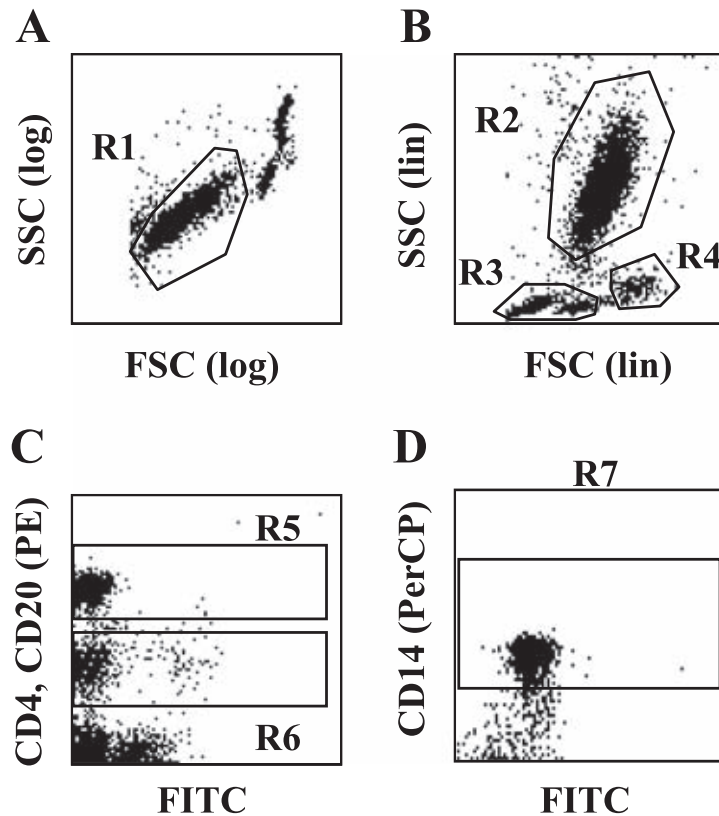 A
R1
SSC (log)
FSC (log)
B
R2
R3
R4
SSC (lin)
FSC (lin)
C
R5
R6
CD4, CD20 (PE)
FITC
D
R7
CD14 (PerCP)
FITC